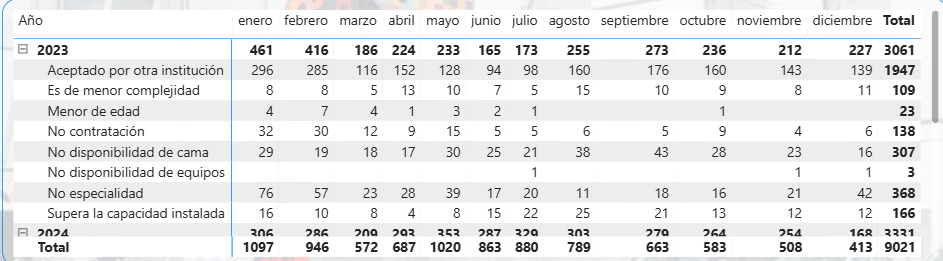 Año enero febrero marzo abril mayo junio julio agosto septiembre octubre noviembre diciembre Total
2023 461 416 186 224 233 165 173 255 273 236 212 227 3061
Aceptado por otra institución 296 285 116 152 128 94 98 160 176 160 143 139 1947
Es de menor complejidad 8 8 5 13 10 7 5 15 10 9 8 11 109
Menor de edad 4 7 4 1 3 2 1 1 23
No contratación 32 30 12 9 15 5 5 6 5 9 4 6 138
No disponibilidad de cama 29 19 18 17 30 25 21 38 43 28 23 16 307
No disponibilidad de equipos 1 1 1 3
No especialidad 76 57 23 28 39 17 20 11 18 16 21 42 368
Supera la capacidad instalada 16 10 8 4 8 15 22 25 21 13 12 12 166
2024 306 286 209 293 353 287 329 303 279 264 254 168 3331
Total 1097 946 572 687 1020 863 880 789 663 583 508 413 9021